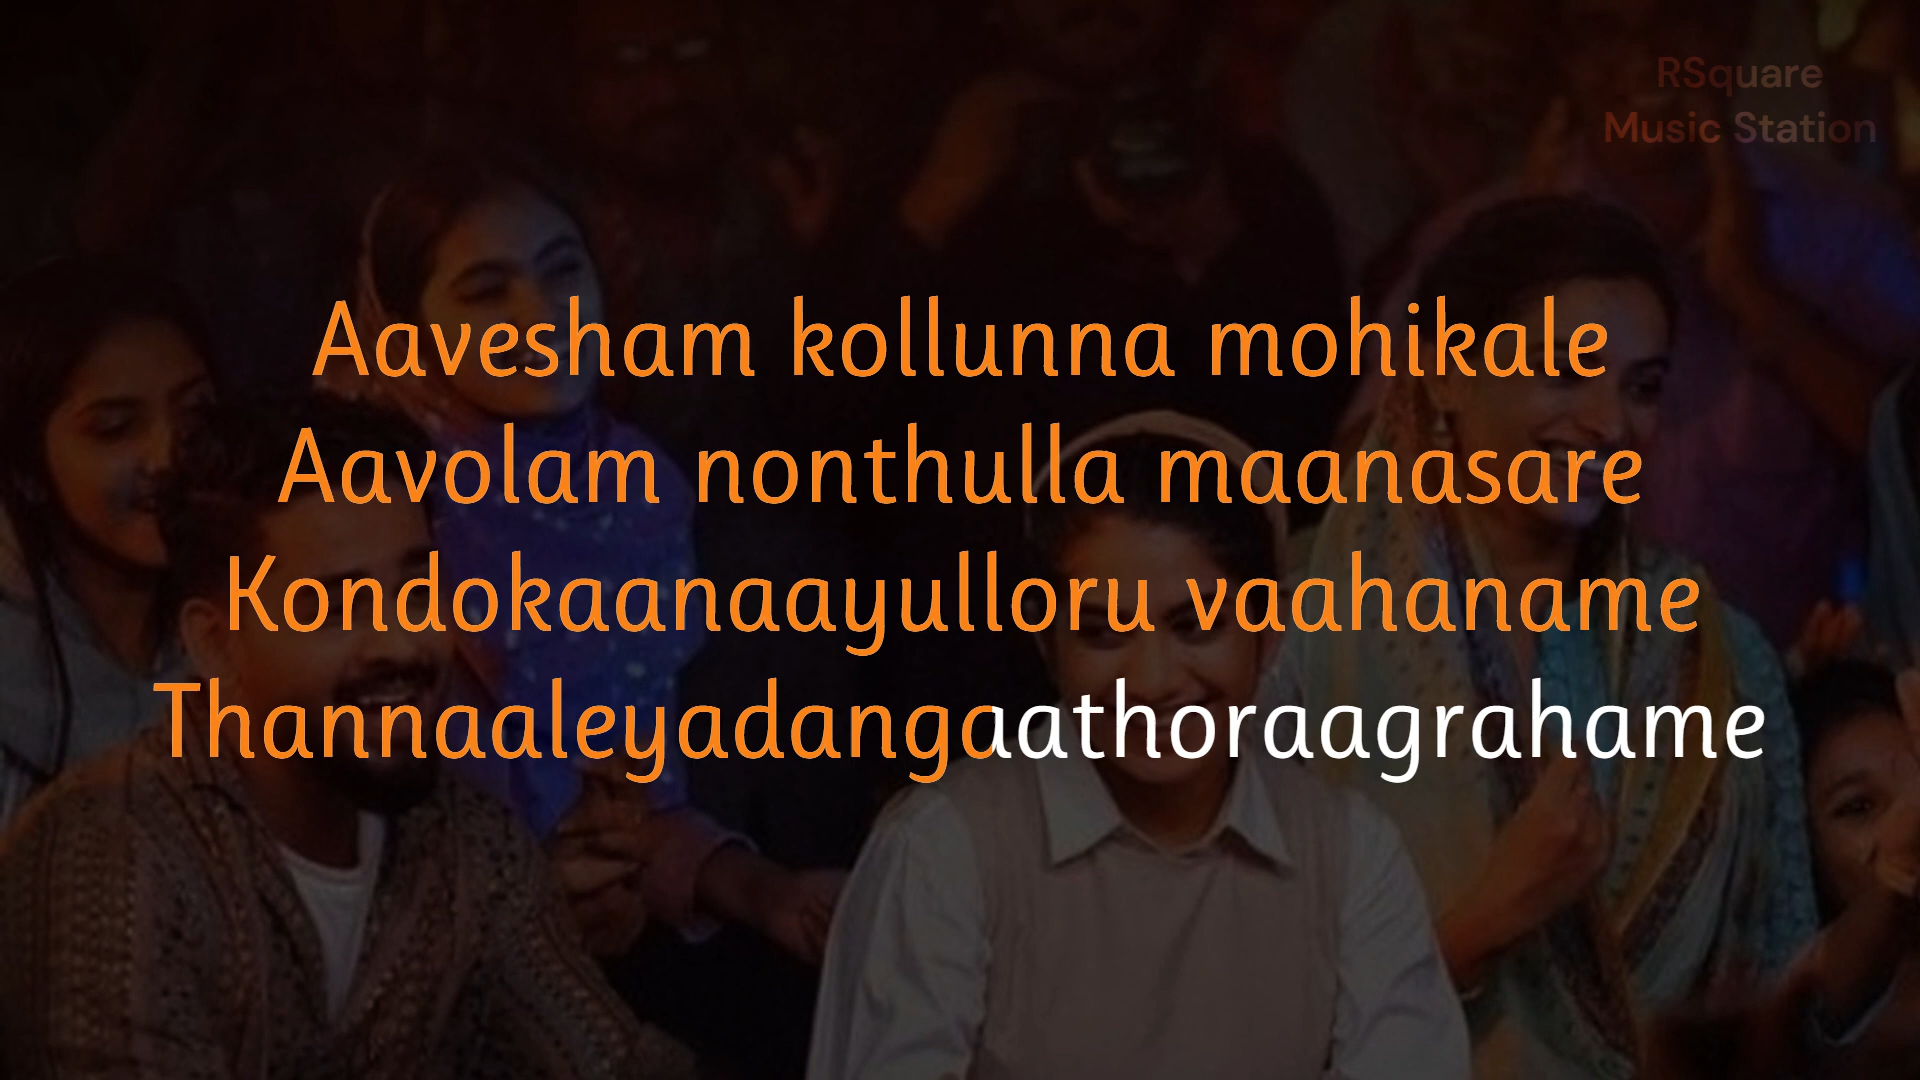 RSquare
Music Station
Aavesham kollunna mohikale
Aavolam nonthulla maanasare
Kondokaanaayulloru vaahaname
Thannaaleyadangaathoraagrahame